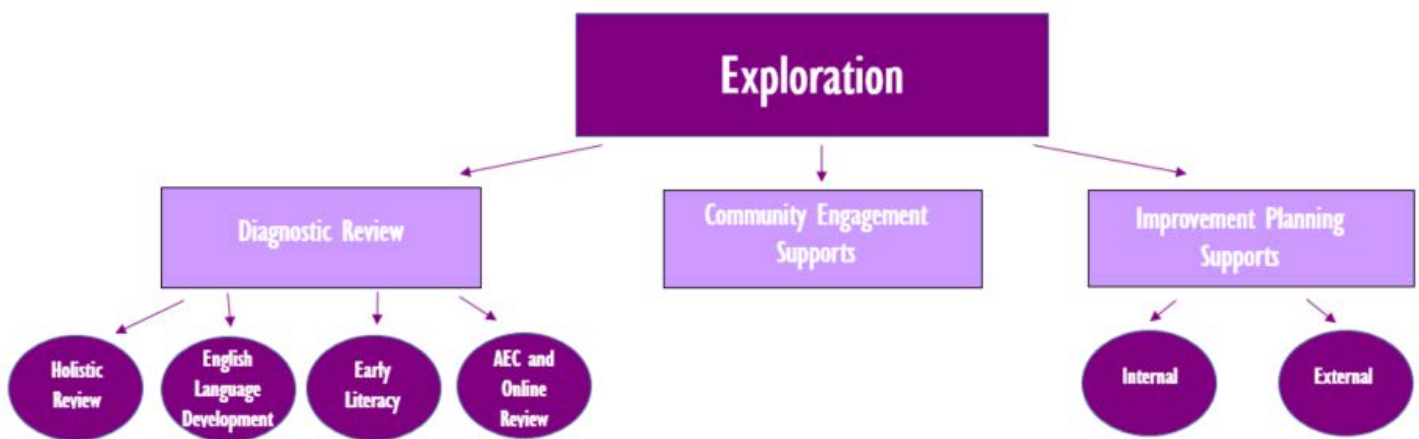 Exploration
Diagnostic Review
Community Engagement
Supports
Improvement Planning
Supports
Holistic
Review
English
Language
Development
Early
Literacy
AEC and
Online
Review
Internal
External